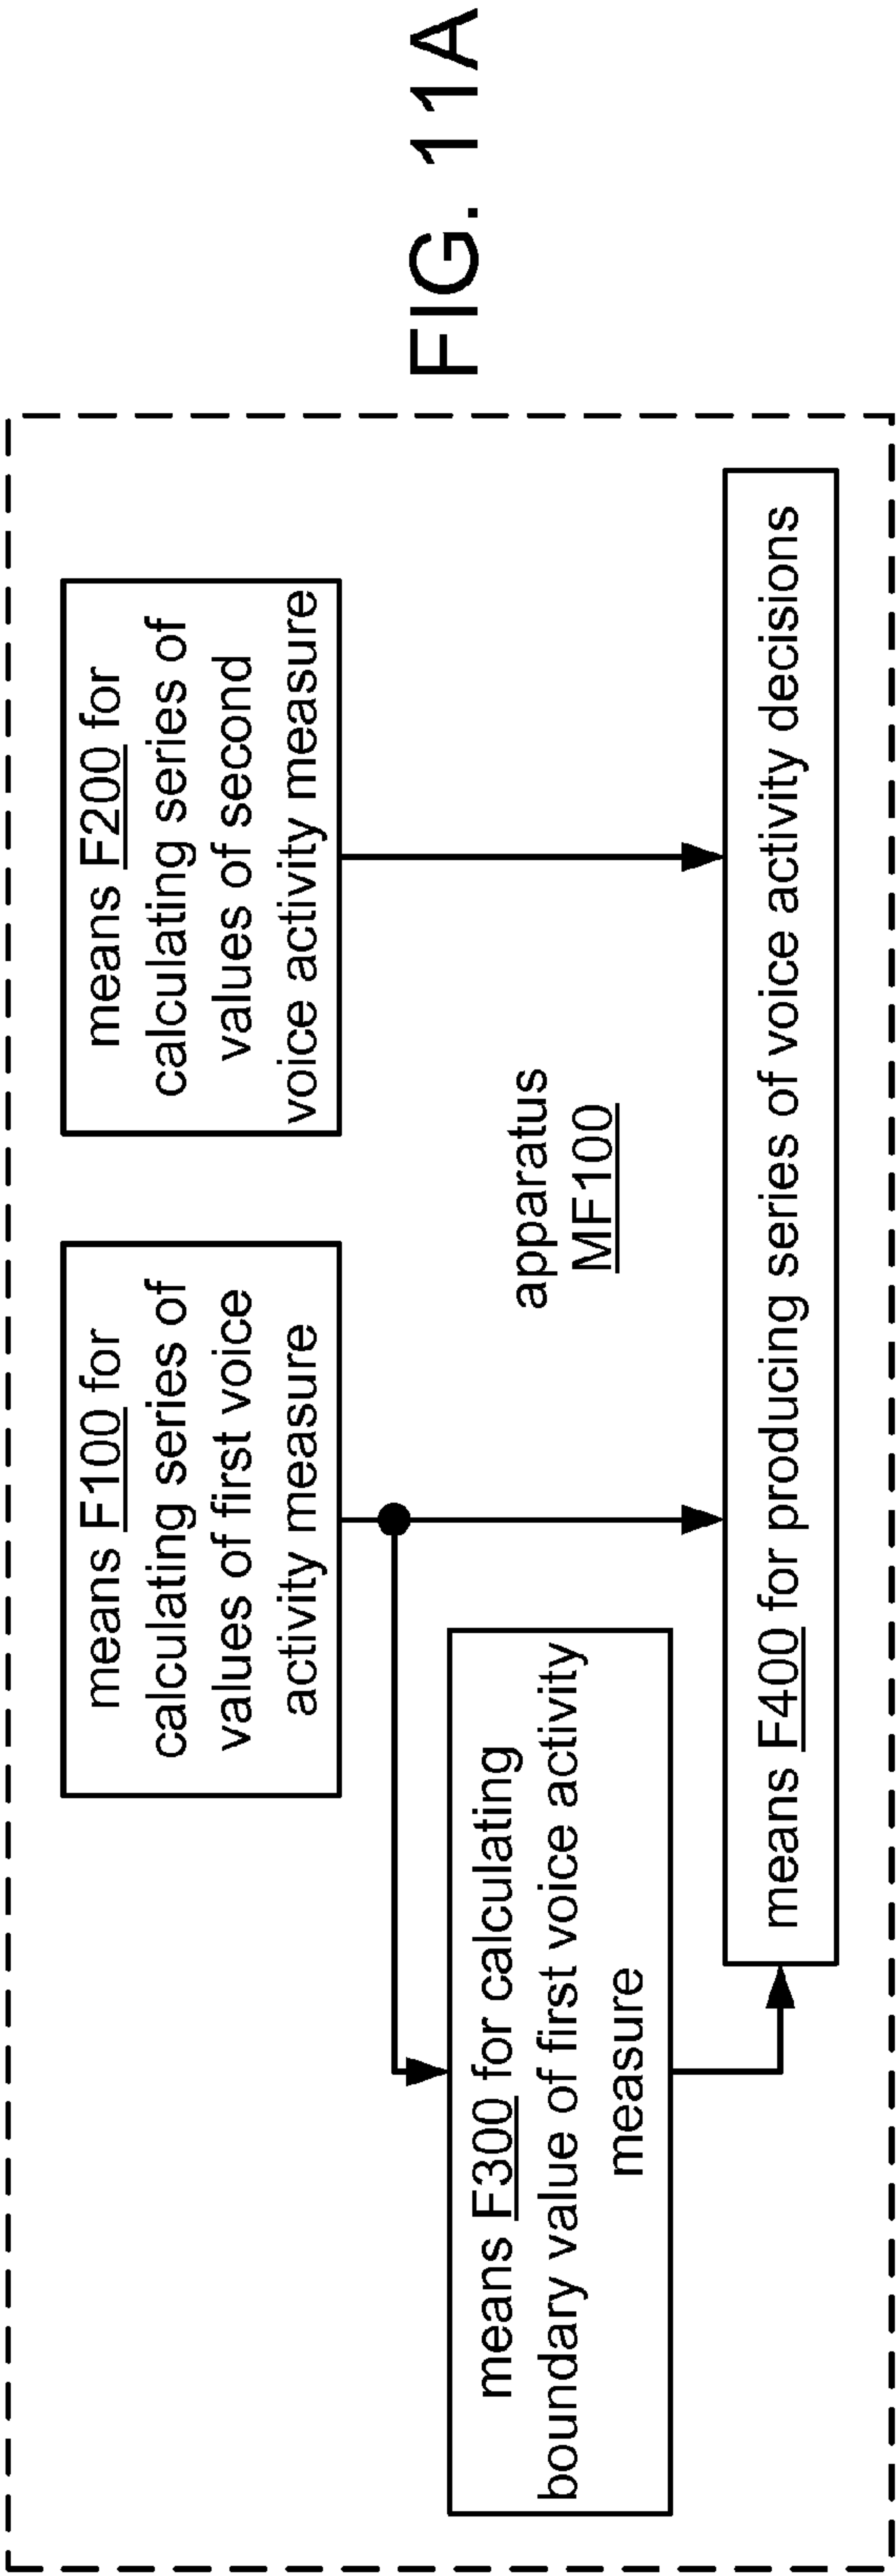 means F100 for
calculating series of
values of first voice
activity measure
means F200 for
calculating series of
values of second
voice activity measure
means F300 for calculating
boundary value of first voice activity
measure
apparatus
MF100
means F400 for producing series of voice activity decisions
FIG. 11A